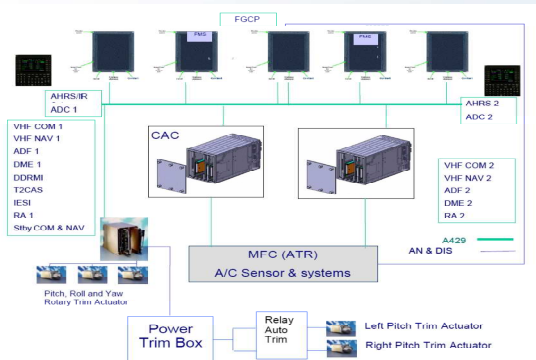 FGCP
FMS
FMS
AHRS/IR
ADC 1
AHRS 2
ADC 2
VHF COM 1
VHF NAV 1
ADF 1
DME 1
DDRMI
T2CAS
IESI
RA 1
Stby COM & NAV
CAC
VHF COM 2
VHF NAV 2
ADF 2
DME 2
RA 2
A429
AN & DIS
MFC (ATR)
A/C Sensor & systems
Pitch, Roll and Yaw
Rotary Trim Actuator
Power
Trim Box
Relay
Auto
Trim
Left Pitch Trim Actuator
Right Pitch Trim Actuator